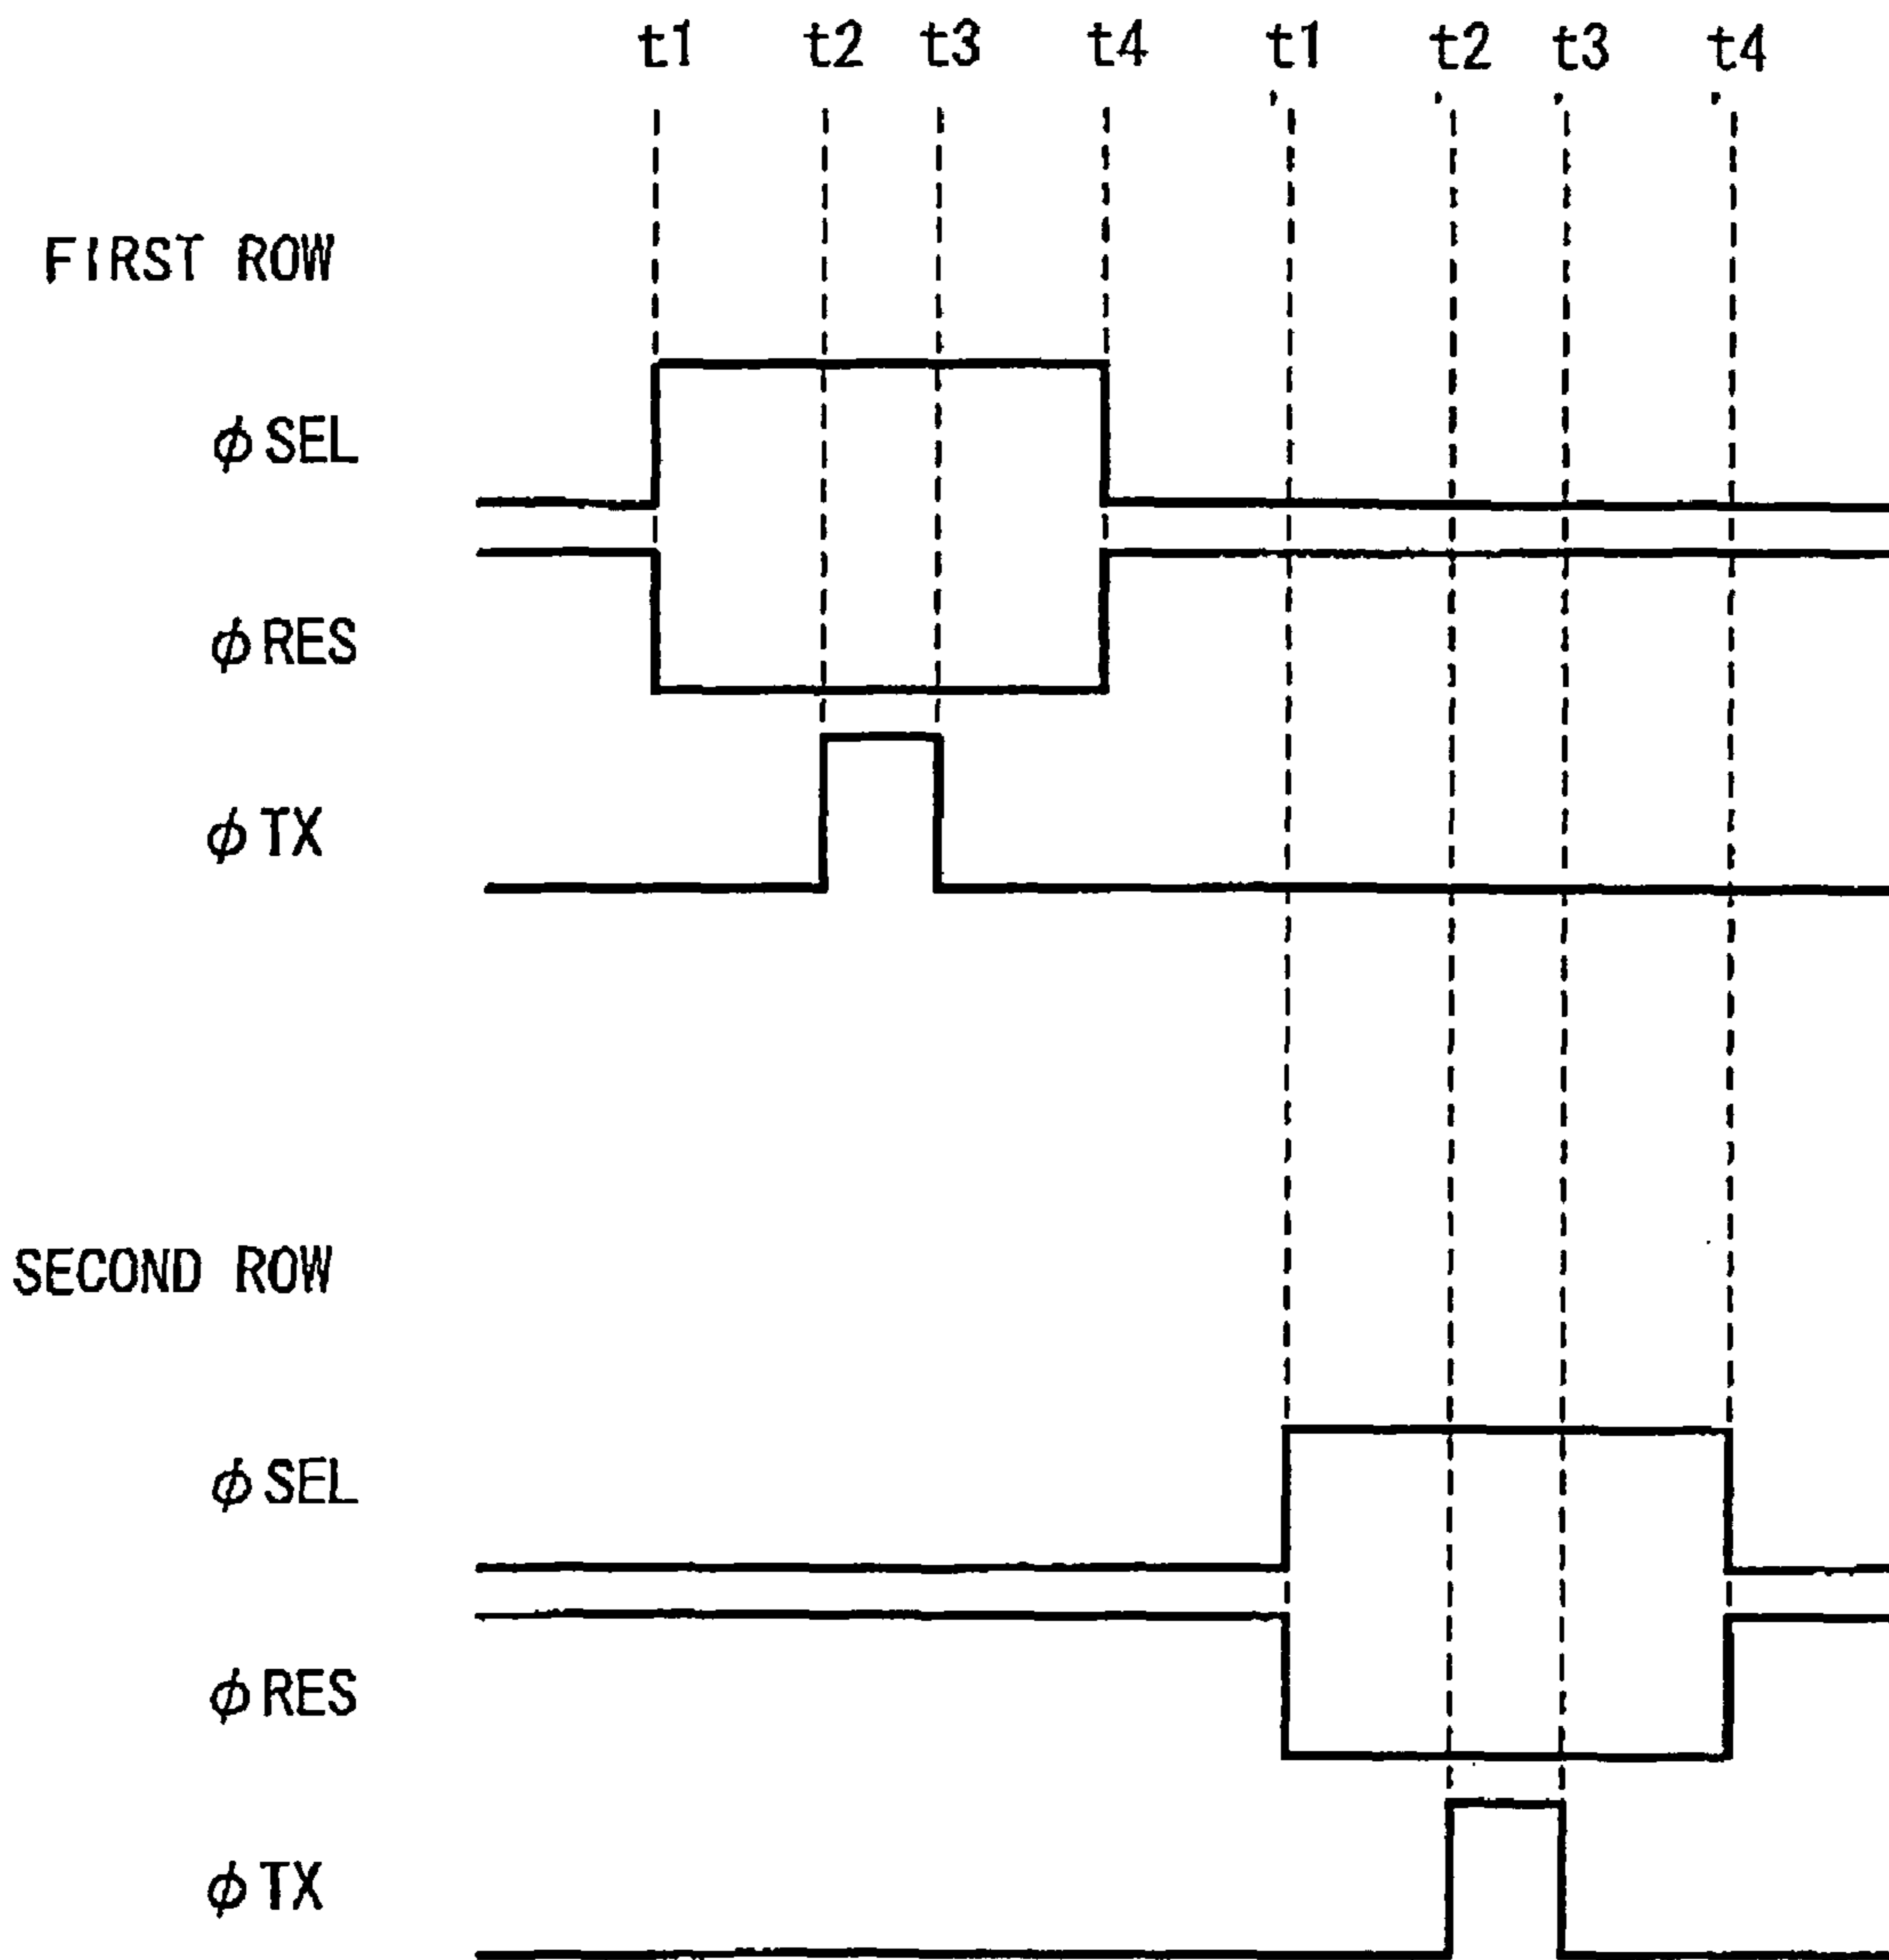 t1 t2 t3 t4 t1 t2 t3 t4
FIRST ROW
φSEL
φRES
φTX
SECOND ROW
φSEL
φRES
φTX